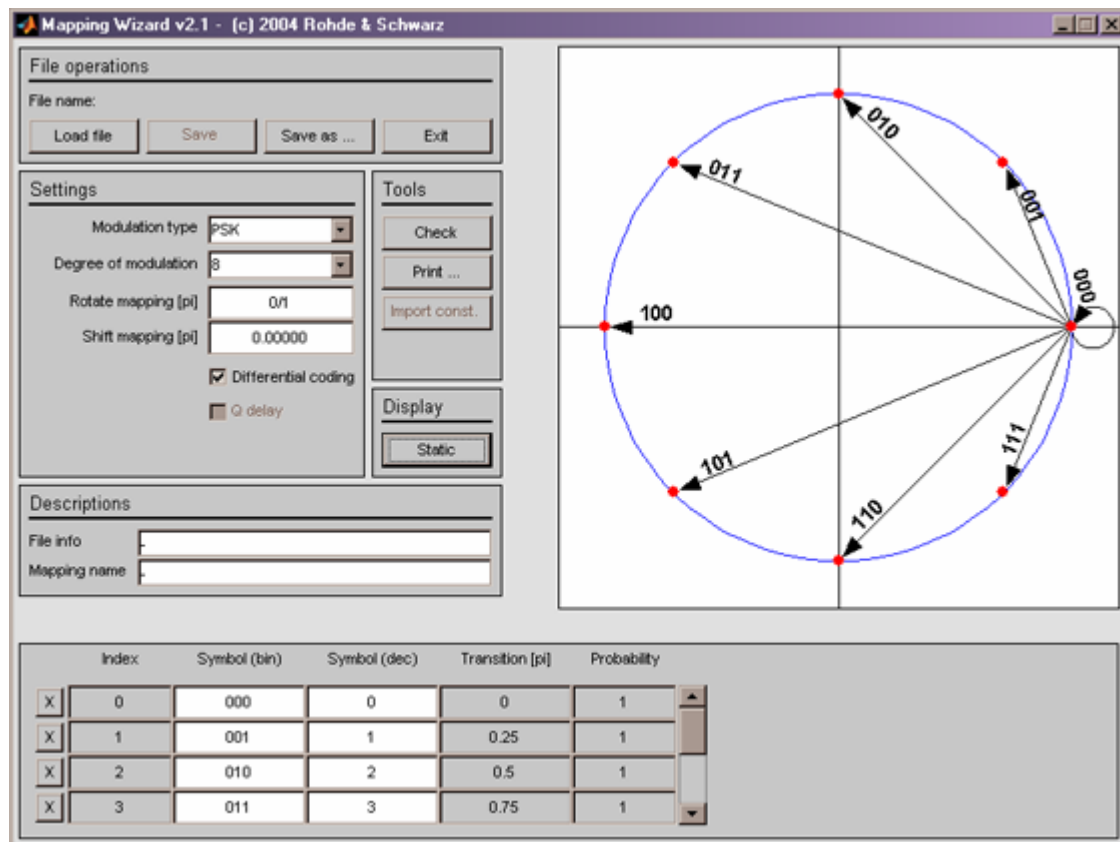 Mapping Wizard v2.1 - (c) 2004 Rohde & Schwarz
File operations
File name:
Load file Save Save as ... Exit
Settings
Modulation type PSK
Degree of modulation 8
Rotate mapping [pi] 0/1
Shift mapping [pi] 0.00000
Differential coding
Q delay
Tools
Check
Print ...
Import const.
Display
Static
Descriptions
File info -
Mapping name -
010
011
001
000
100
101
110
111
Index Symbol (bin) Symbol (dec) Transition [pi] Probability
X 0 000 0 0 1
X 1 001 1 0.25 1
X 2 010 2 0.5 1
X 3 011 3 0.75 1